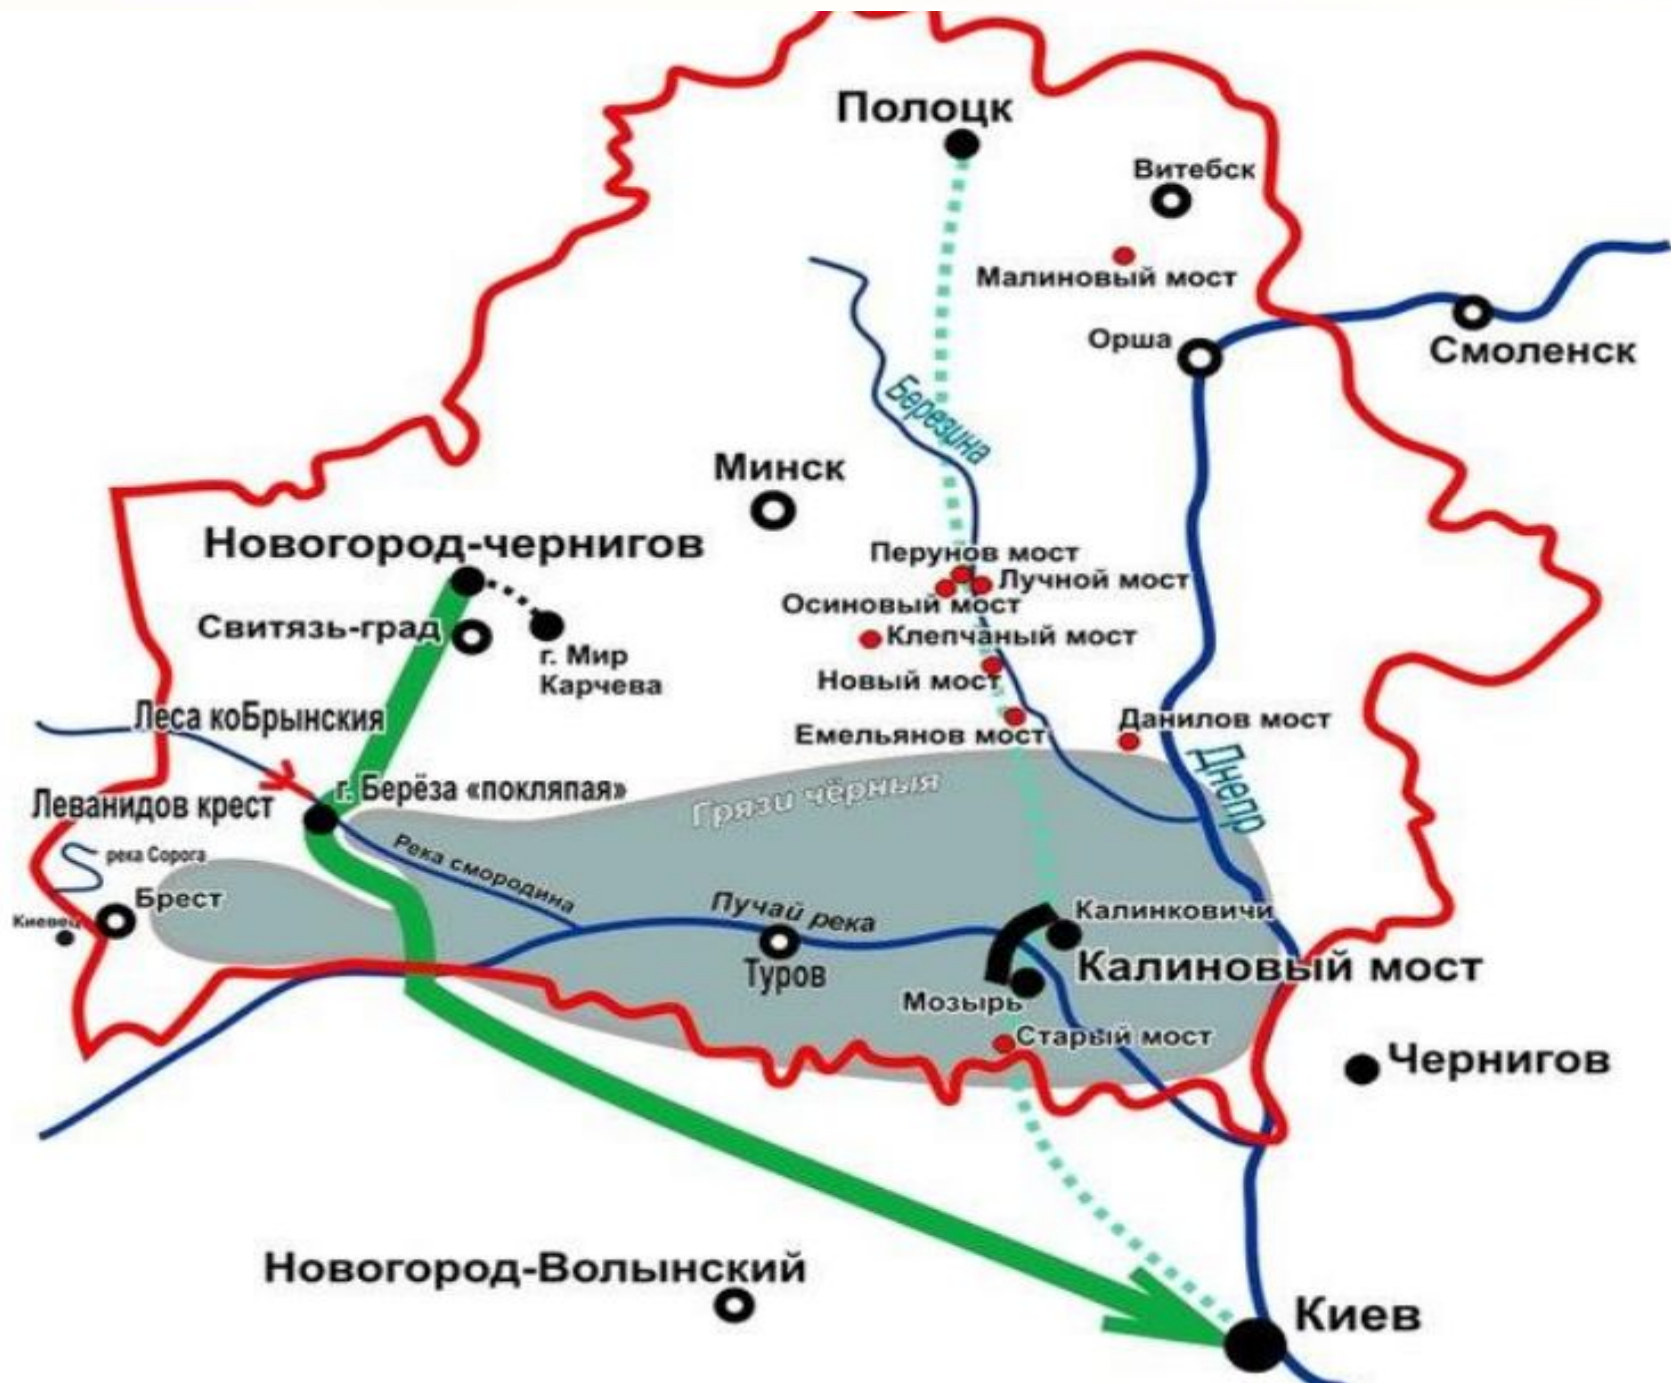 Полоцк
Витебск
Малиновый мост
Орша
Смоленск
Березина
Минск
Новогород-чернигов
Перунов мост
Лучной мост
Осиновый мост
Свитязь-град
Клепчаный мост
г. Мир
Карчева
Новый мост
Леса коБрынския
Данилов мост
Емельянов мост
Днепр
г. Берёза «покляпая»
Грязи чёрныя
Леванидов крест
Река смородина
река Сорога
Брест
Киевец
Пучай река
Калинковичи
Туров
Калиновый мост
Мозырь
Старый мост
Чернигов
Новогород-Волынский
Киев